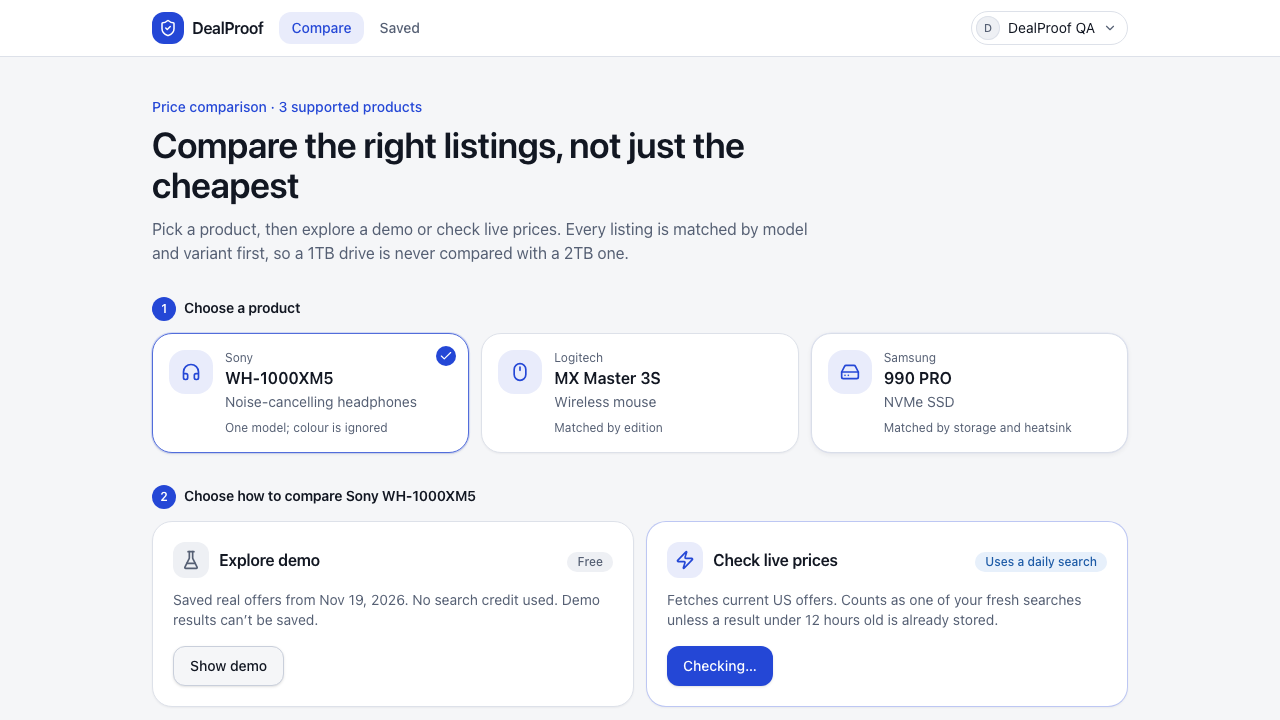 DealProof
Compare
Saved
D
DealProof QA
Price comparison · 3 supported products
Compare the right listings, not just the
cheapest
Pick a product, then explore a demo or check live prices. Every listing is matched by model
and variant first, so a 1TB drive is never compared with a 2TB one.
1
Choose a product
Sony
WH-1000XM5
Noise-cancelling headphones
One model; colour is ignored
Logitech
MX Master 3S
Wireless mouse
Matched by edition
Samsung
990 PRO
NVMe SSD
Matched by storage and heatsink
2
Choose how to compare Sony WH-1000XM5
Explore demo
Free
Saved real offers from Nov 19, 2026. No search credit used. Demo
results can’t be saved.
Show demo
Check live prices
Uses a daily search
Fetches current US offers. Counts as one of your fresh searches
unless a result under 12 hours old is already stored.
Checking…